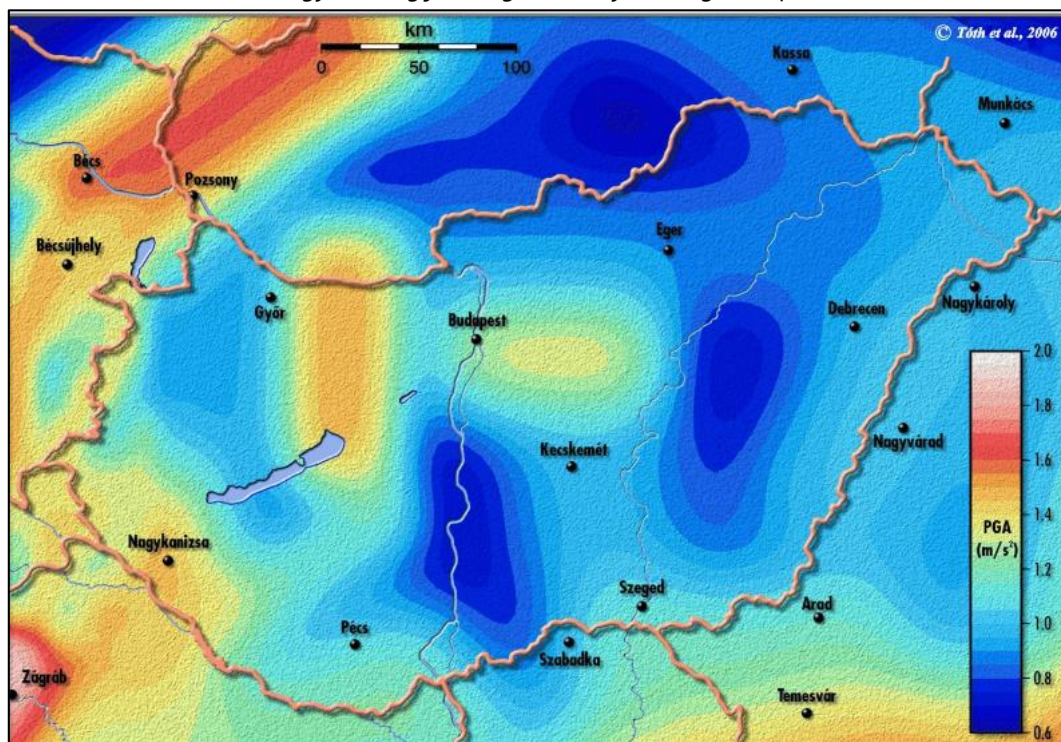 km
0 50 100
© Tóth et al., 2006
Kassa
Munkács
Bécs
Pozsony
Bécsújhely
Eger
Győr
Budapest
Debrecen
Nagykároly
Kecskemét
Nagyvárad
Nagykanizsa
Szeged
Arad
Pécs
Szabadka
Zágráb
Temesvár
2.0
1.8
1.6
1.4
PGA
(m/s²)
1.2
1.0
0.8
0.6